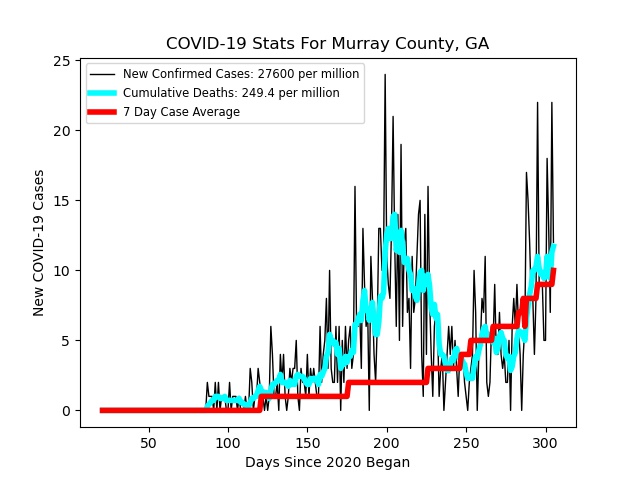 COVID-19 Stats For Murray County, GA
New Confirmed Cases: 27600 per million
Cumulative Deaths: 249.4 per million
7 Day Case Average
New COVID-19 Cases
25
20
15
10
5
0
50 100 150 200 250 300
Days Since 2020 Began